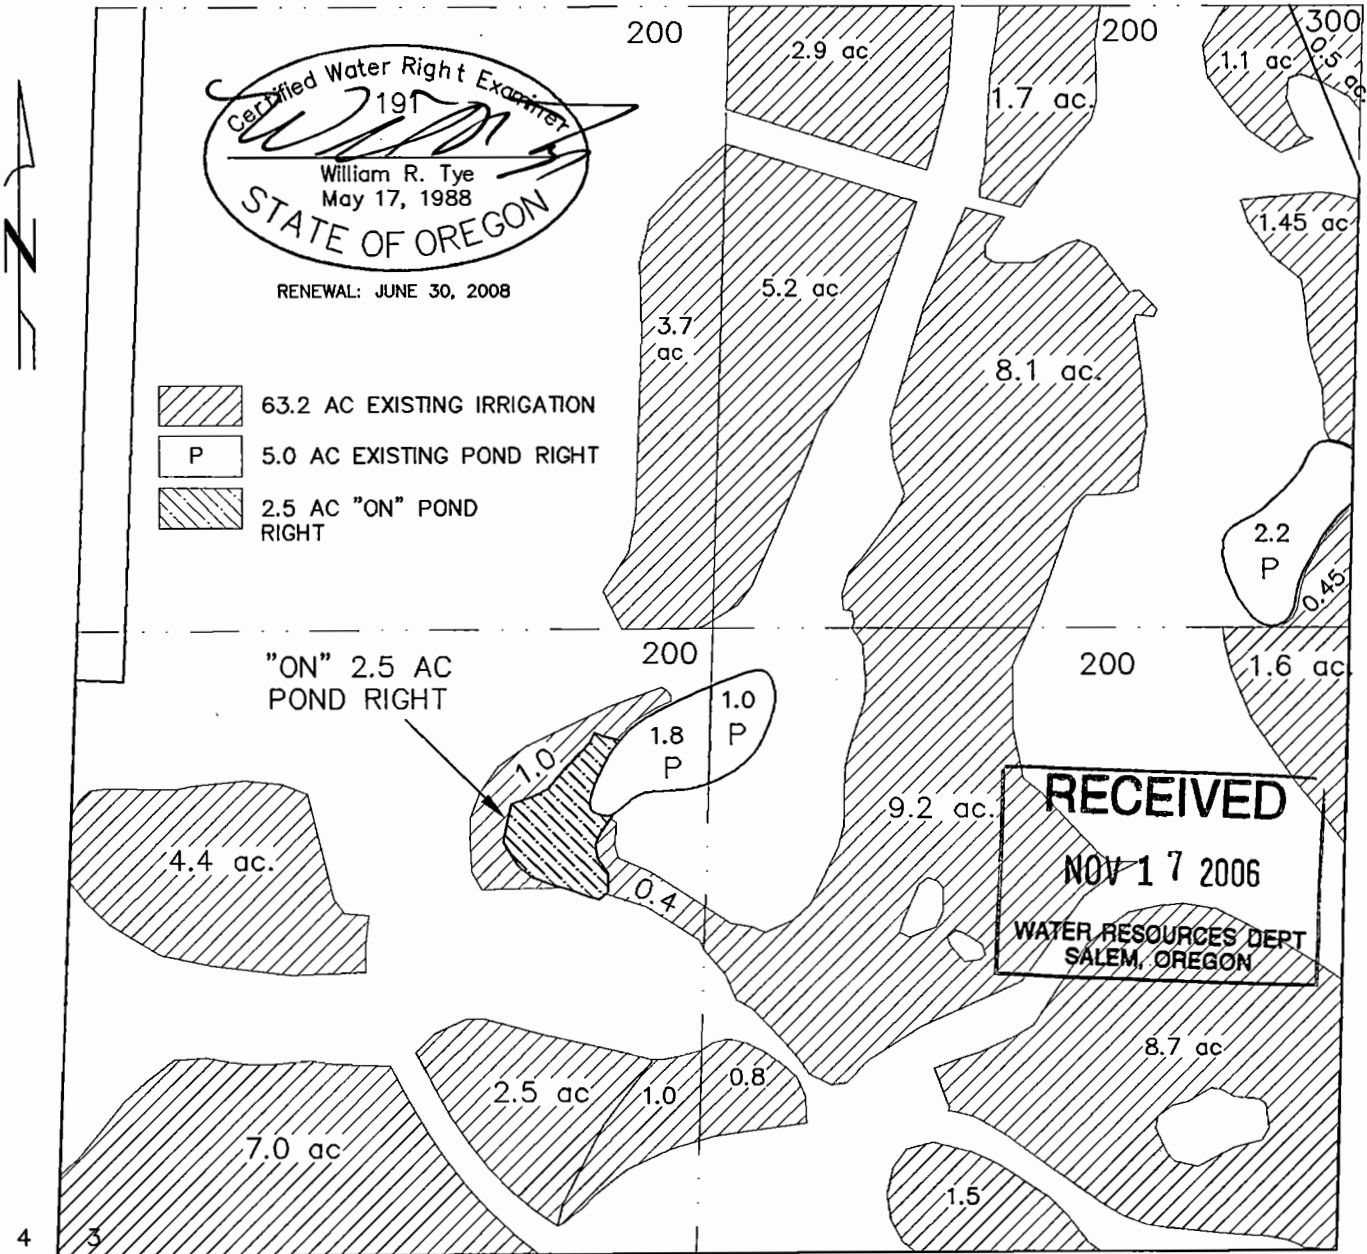 200
200
300
2.9 ac
1.7 ac.
1.1 ac
0.5 ac
Certified Water Right Examiner
191
William R. Tye
May 17, 1988
STATE OF OREGON
RENEWAL: JUNE 30, 2008
N
1.45 ac
5.2 ac
3.7
ac
8.1 ac.
63.2 AC EXISTING IRRIGATION
P
5.0 AC EXISTING POND RIGHT
2.5 AC "ON" POND
RIGHT
2.2
P
0.45
"ON" 2.5 AC
POND RIGHT
200
200
1.6 ac.
1.0
P
1.8
P
1.0
9.2 ac.
RECEIVED
NOV 17 2006
WATER RESOURCES DEPT
SALEM, OREGON
4.4 ac.
0.4
8.7 ac
2.5 ac
1.0
0.8
7.0 ac
1.5
4
3